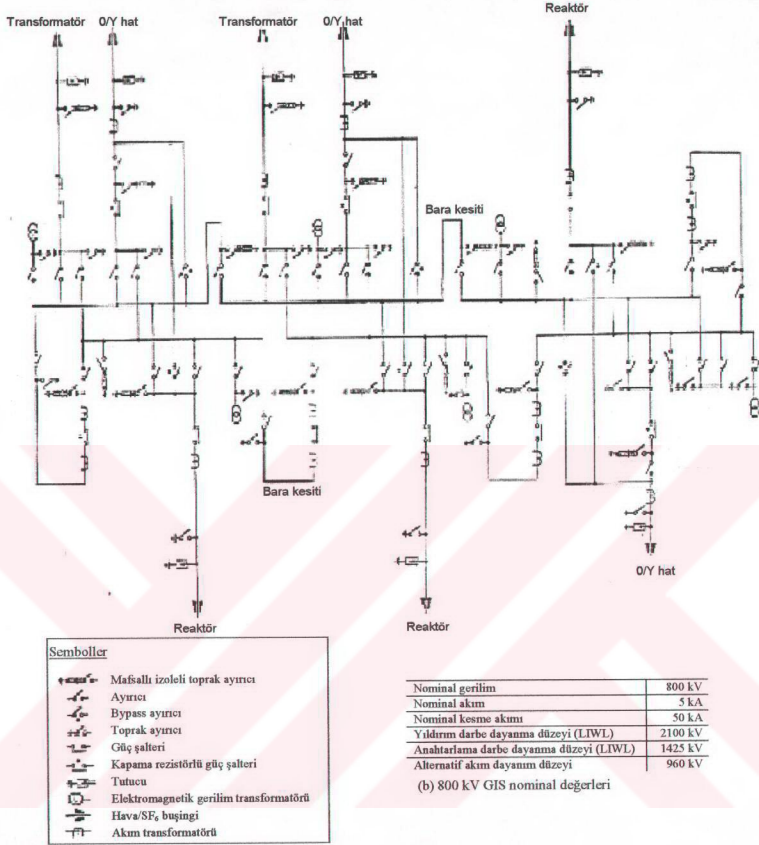 Transformatör 0/Y hat Transformatör 0/Y hat Reaktör
Bara kesiti
Bara kesiti
0/Y hat
Reaktör Reaktör
Semboller
Mafsallı izoleli toprak ayırıcı
Ayırıcı
Bypass ayırıcı
Toprak ayırıcı
Güç şalteri
Kapama rezistörlü güç şalteri
Tutucu
Elektromagnetik gerilim transformatörü
Hava/SF₆ buşingi
Akım transformatörü
Nominal gerilim 800 kV
Nominal akım 5 kA
Nominal kesme akımı 50 kA
Yıldırım darbe dayanma düzeyi (LIWL) 2100 kV
Anahtarlama darbe dayanma düzeyi (LIWL) 1425 kV
Alternatif akım dayanım düzeyi 960 kV
(b) 800 kV GIS nominal değerleri